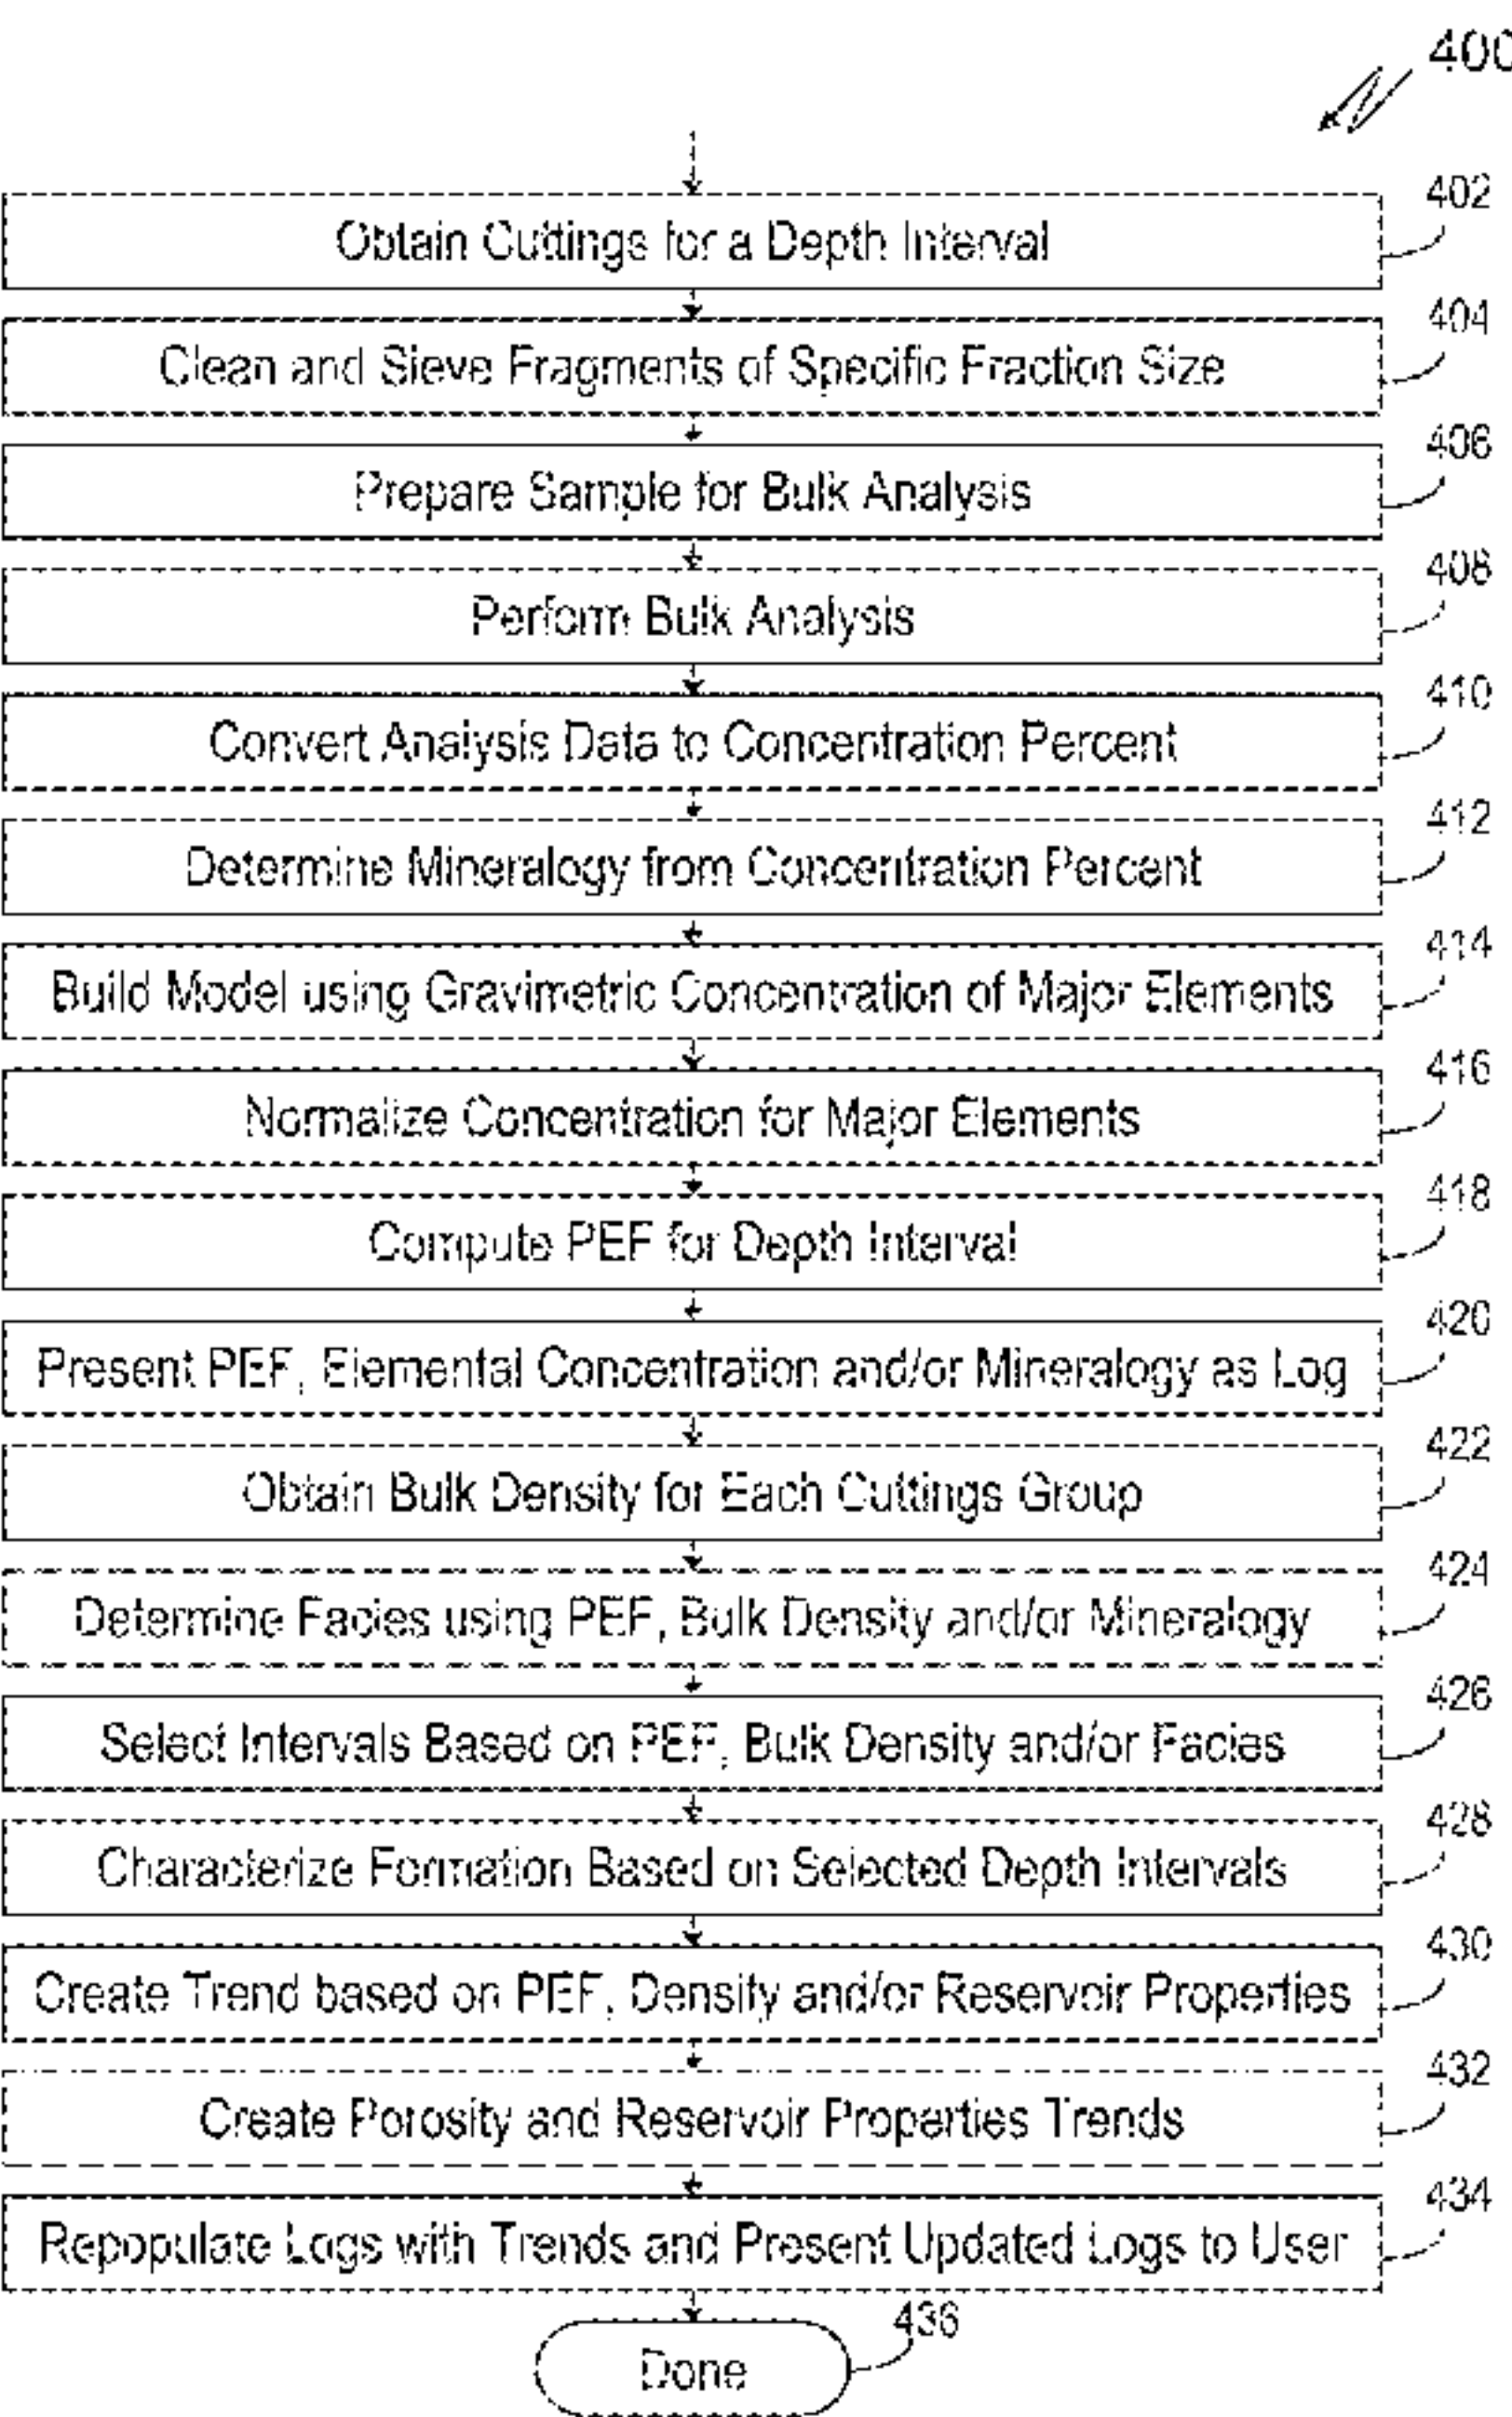 400
Obtain Cuttings for a Depth Interval
402
Clean and Sieve Fragments of Specific Fraction Size
404
Prepare Sample for Bulk Analysis
406
Perform Bulk Analysis
408
Convert Analysis Data to Concentration Percent
410
Determine Mineralogy from Concentration Percent
412
Build Model using Gravimetric Concentration of Major Elements
414
Normalize Concentration for Major Elements
416
Compute PEF for Depth Interval
418
Present PEF, Elemental Concentration and/or Mineralogy as Log
420
Obtain Bulk Density for Each Cuttings Group
422
Determine Facies using PEF, Bulk Density and/or Mineralogy
424
Select Intervals Based on PEF, Bulk Density and/or Facies
426
Characterize Formation Based on Selected Depth Intervals
428
Create Trend based on PEF, Density and/or Reservoir Properties
430
Create Porosity and Reservoir Properties Trends
432
Repopulate Logs with Trends and Present Updated Logs to User
434
Done
436